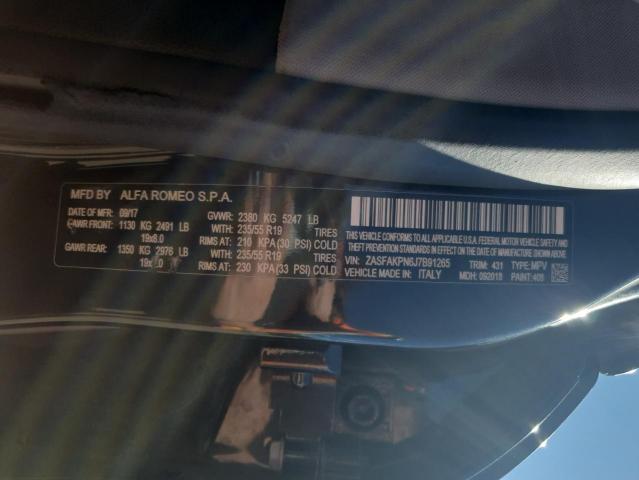 MFD BY ALFA ROMEO S.P.A.
DATE OF MFR: 09/17 GVWR: 2380 KG 5247 LB
GAWR FRONT: 1130 KG 2491 LB WITH 235/55 R19 TIRES
19x8.0 RIMS AT: 210 KPA (30 PSI) COLD
GAWR REAR: 1350 KG 2976 LB WITH 235/55 R19 TIRES
RIMS AT: 230 KPA (33 PSI) COLD
THIS VEHICLE CONFORMS TO ALL APPLICABLE U.S.A. FEDERAL MOTOR VEHICLE SAFETY, BUMPER, AND
THEFT PREVENTION STANDARDS IN EFFECT ON THE DATE OF MANUFACTURE SHOWN ABOVE
VIN: ZASFAKPN6J7B91265 TRIM: 431 TYPE: MPV
VEHICLE MADE IN: ITALY MDH: 092018 PAINT: 408